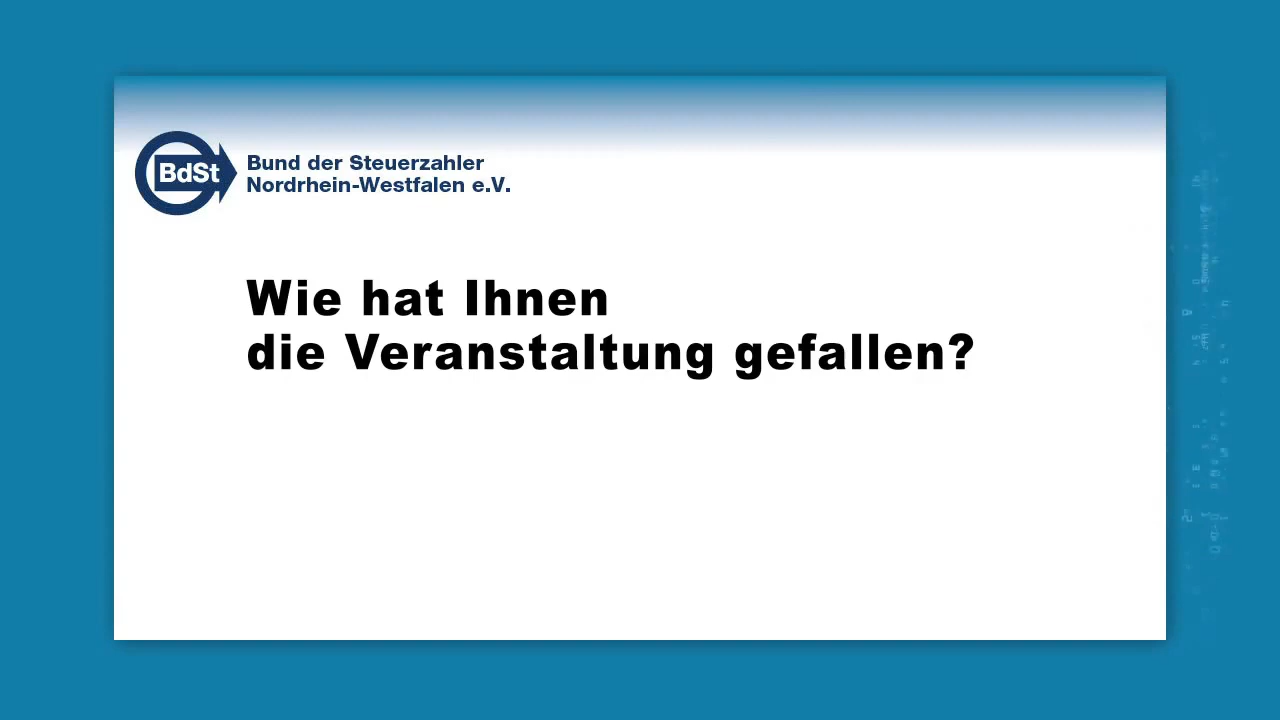 BdSt
Bund der Steuerzahler
Nordrhein-Westfalen e.V.
Wie hat Ihnen
die Veranstaltung gefallen?